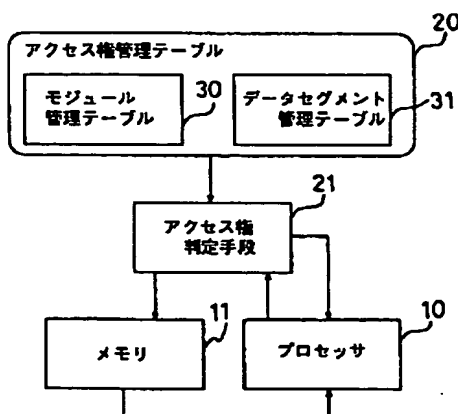 20
アクセス権管理テーブル
モジュール
管理テーブル
30
データセグメント
管理テーブル
31
21
アクセス権
判定手段
11
メモリ
10
プロセッサ